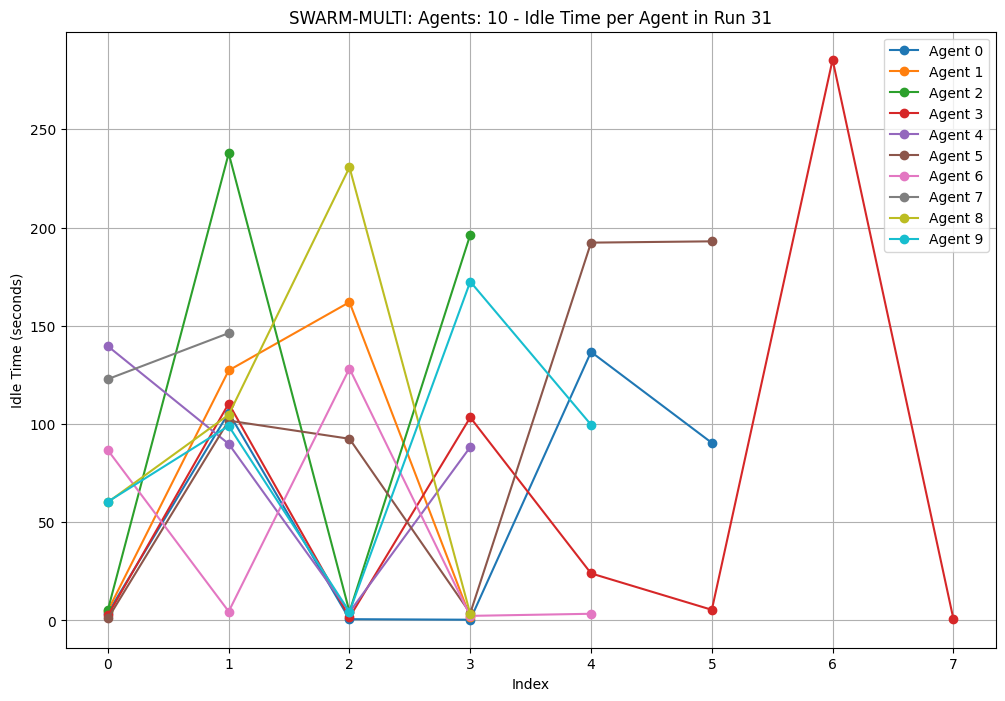 SWARM-MULTI: Agents: 10 - Idle Time per Agent in Run 31
Idle Time (seconds)
250
200
150
100
50
0
0 1 2 3 4 5 6 7
Index
Agent 0
Agent 1
Agent 2
Agent 3
Agent 4
Agent 5
Agent 6
Agent 7
Agent 8
Agent 9